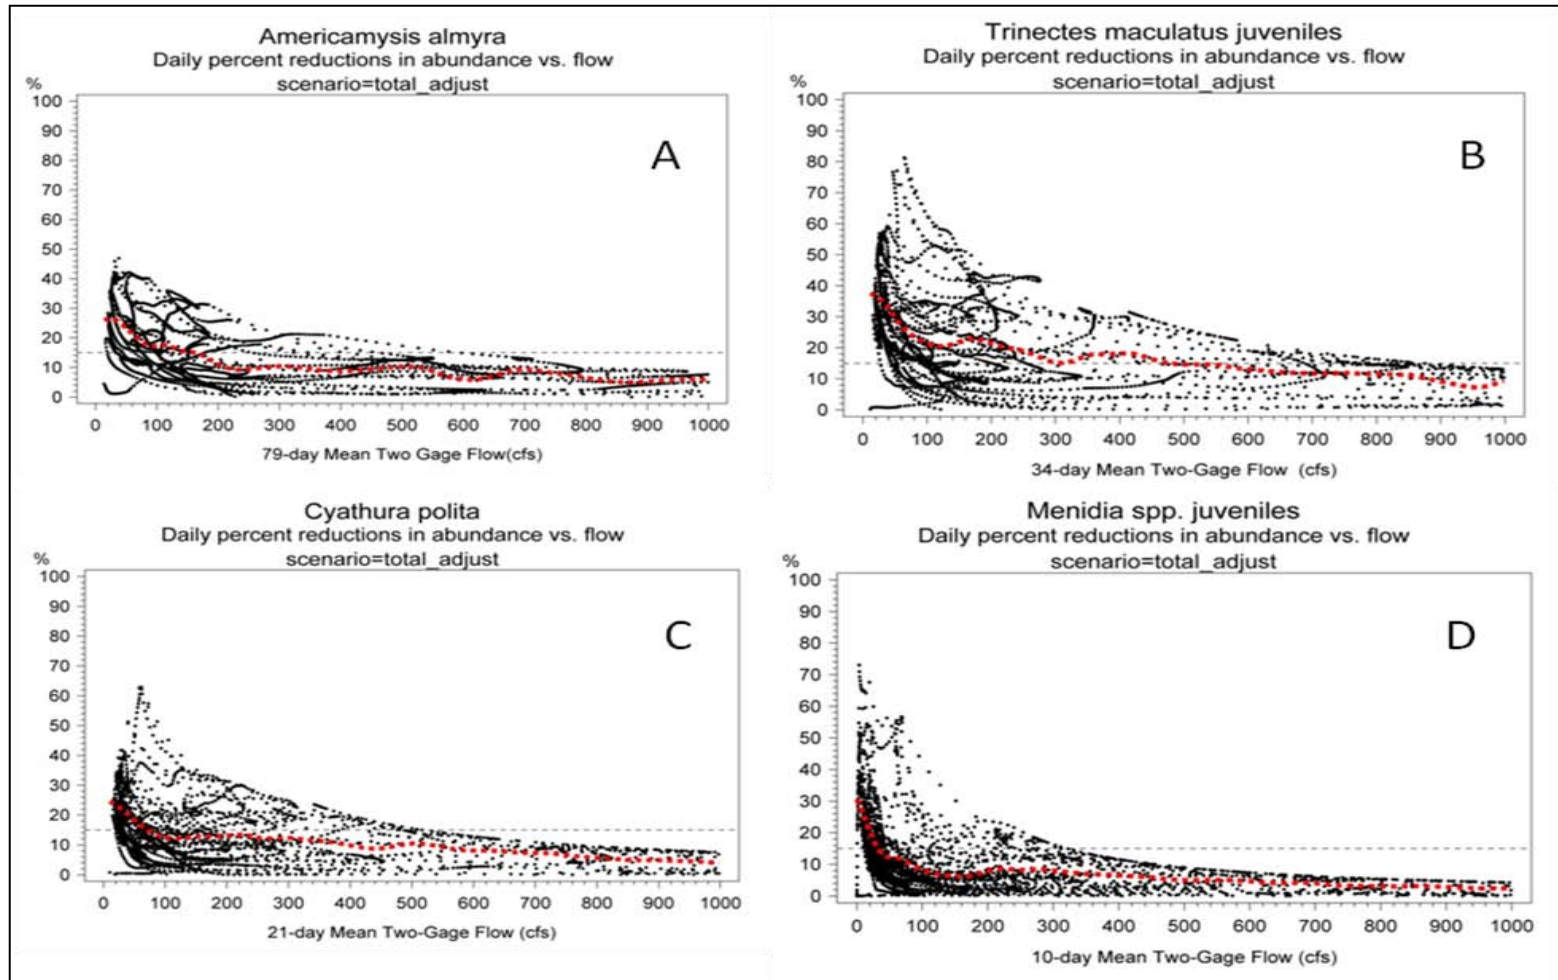 Americamysis almyra
Daily percent reductions in abundance vs. flow
scenario=total_adjust
%
100
90
80
70
60
50
40
30
20
10
0
A
0 100 200 300 400 500 600 700 800 900 1000
79-day Mean Two Gage Flow(cfs)
Trinectes maculatus juveniles
Daily percent reductions in abundance vs. flow
scenario=total_adjust
%
100
90
80
70
60
50
40
30
20
10
0
B
0 100 200 300 400 500 600 700 800 900 1000
34-day Mean Two-Gage Flow (cfs)
Cyathura polita
Daily percent reductions in abundance vs. flow
scenario=total_adjust
%
100
90
80
70
60
50
40
30
20
10
0
C
0 100 200 300 400 500 600 700 800 900 1000
21-day Mean Two-Gage Flow (cfs)
Menidia spp. juveniles
Daily percent reductions in abundance vs. flow
scenario=total_adjust
%
100
90
80
70
60
50
40
30
20
10
0
D
0 100 200 300 400 500 600 700 800 900 1000
10-day Mean Two-Gage Flow (cfs)